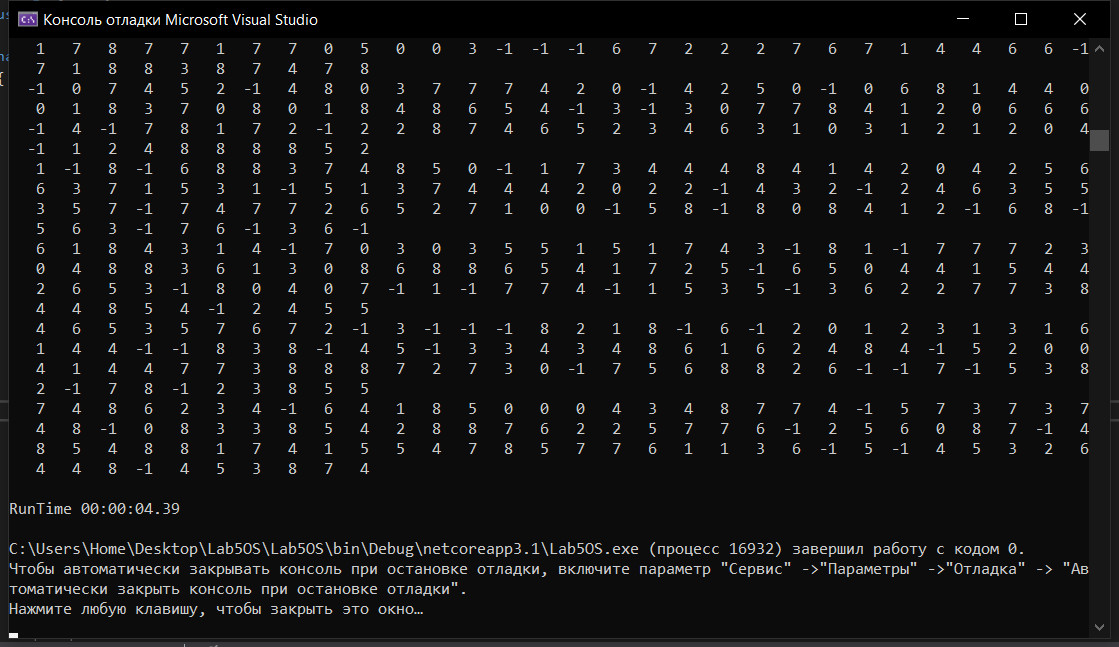 Консоль отладки Microsoft Visual Studio
1 7 8 7 7 1 7 7 0 5 0 0 3 -1 -1 -1 6 7 2 2 2 7 6 7 1 4 4 6 6 -1
7 1 8 8 3 8 7 4 7 8
-1 0 7 4 5 2 -1 4 8 0 3 7 7 7 4 2 0 -1 4 2 5 0 -1 0 6 8 1 4 4 0
0 1 8 3 7 0 8 0 1 8 4 8 6 5 4 -1 3 -1 3 0 7 7 8 4 1 2 0 6 6 6
-1 4 -1 7 8 1 7 2 -1 2 2 8 7 4 6 5 2 3 4 6 3 1 0 3 1 2 1 2 0 4
-1 1 2 4 8 8 8 8 5 2
1 -1 8 -1 6 8 8 3 7 4 8 5 0 -1 1 7 3 4 4 4 8 4 1 4 2 0 4 2 5 6
6 3 7 1 5 3 1 -1 5 1 3 7 4 4 4 2 0 2 2 -1 4 3 2 -1 2 4 6 3 5 5
3 5 7 -1 7 4 7 7 2 6 5 2 7 1 0 0 -1 5 8 -1 8 0 8 4 1 2 -1 6 8 -1
5 6 3 -1 7 6 -1 3 6 -1
6 1 8 4 3 1 4 -1 7 0 3 0 3 5 5 1 5 1 7 4 3 -1 8 1 -1 7 7 7 2 3
0 4 8 8 3 6 1 3 0 8 6 8 8 6 5 4 1 7 2 5 -1 6 5 0 4 4 1 5 4 4
2 6 5 3 -1 8 0 4 0 7 -1 1 -1 7 7 4 -1 1 5 3 5 -1 3 6 2 2 7 7 3 8
4 4 8 5 4 -1 2 4 5 5
4 6 5 3 5 7 6 7 2 -1 3 -1 -1 -1 8 2 1 8 -1 6 -1 2 0 1 2 3 1 3 1 6
1 4 4 -1 -1 8 3 8 -1 4 5 -1 3 3 4 3 4 8 6 1 6 2 4 8 4 -1 5 2 0 0
4 1 4 4 7 7 3 8 8 8 7 2 7 3 0 -1 7 5 6 8 8 2 6 -1 -1 7 -1 5 3 8
2 -1 7 8 -1 2 3 8 5 5
7 4 8 6 2 3 4 -1 6 4 1 8 5 0 0 0 4 3 4 8 7 7 4 -1 5 7 3 7 3 7
4 8 -1 0 8 3 3 8 5 4 2 8 8 7 6 2 2 5 7 7 6 -1 2 5 6 0 8 7 -1 4
8 5 4 8 8 1 7 4 1 5 5 4 7 8 5 7 7 6 1 1 3 6 -1 5 -1 4 5 3 2 6
4 4 8 -1 4 5 3 8 7 4
RunTime 00:00:04.39
C:\Users\Home\Desktop\Lab5OS\Lab5OS\bin\Debug\netcoreapp3.1\Lab5OS.exe (процесс 16932) завершил работу с кодом 0.
Чтобы автоматически закрывать консоль при остановке отладки, включите параметр "Сервис" ->"Параметры" ->"Отладка" -> "Ав
томатически закрыть консоль при остановке отладки".
Нажмите любую клавишу, чтобы закрыть это окно…